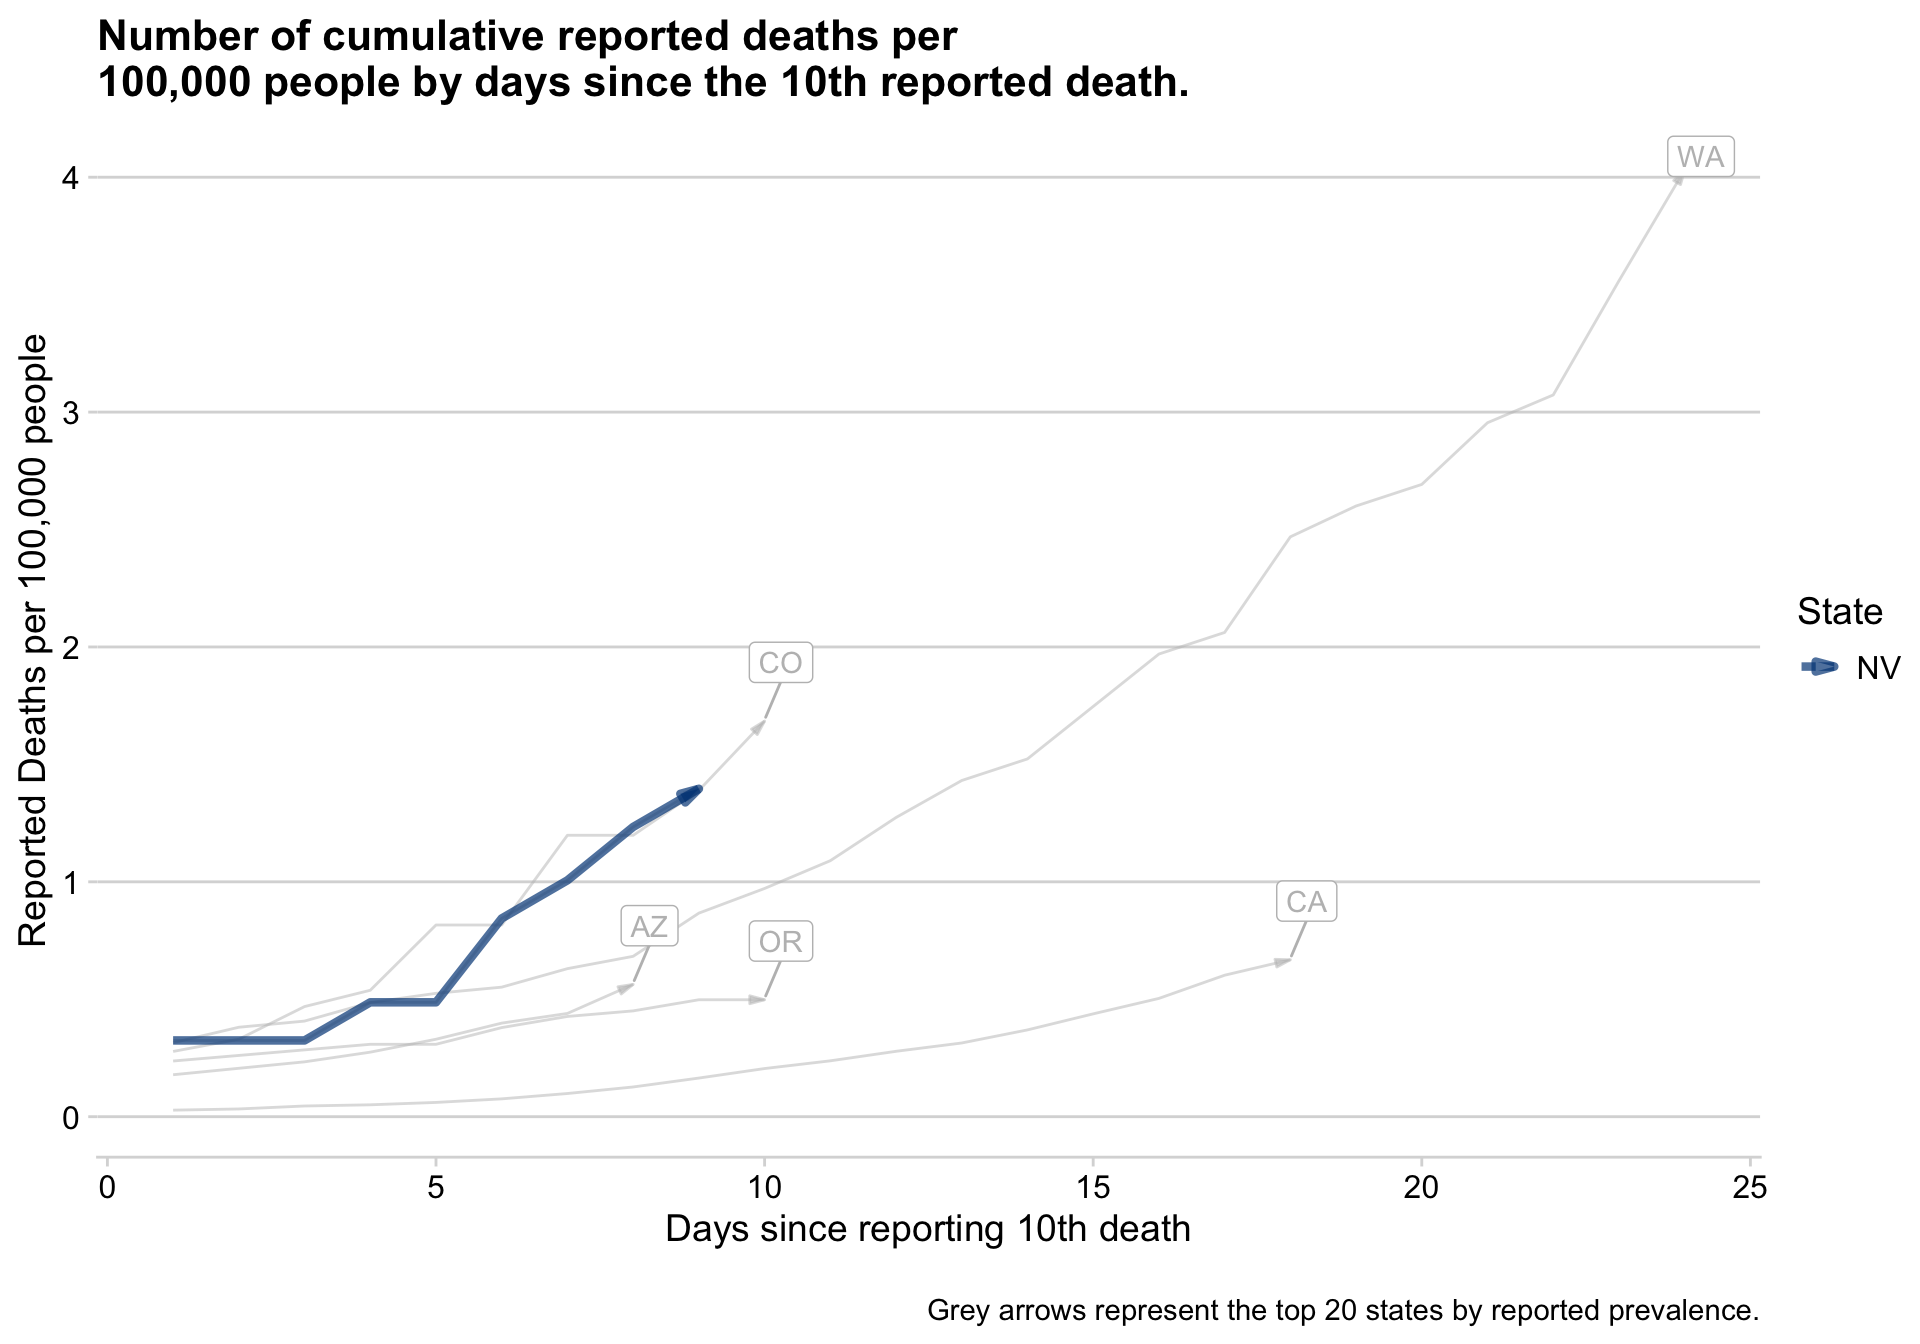 Number of cumulative reported deaths per
100,000 people by days since the 10th reported death.
Reported Deaths per 100,000 people
4
3
2
1
0
WA
CO
AZ
OR
CA
State
NV
0 5 10 15 20 25
Days since reporting 10th death
Grey arrows represent the top 20 states by reported prevalence.